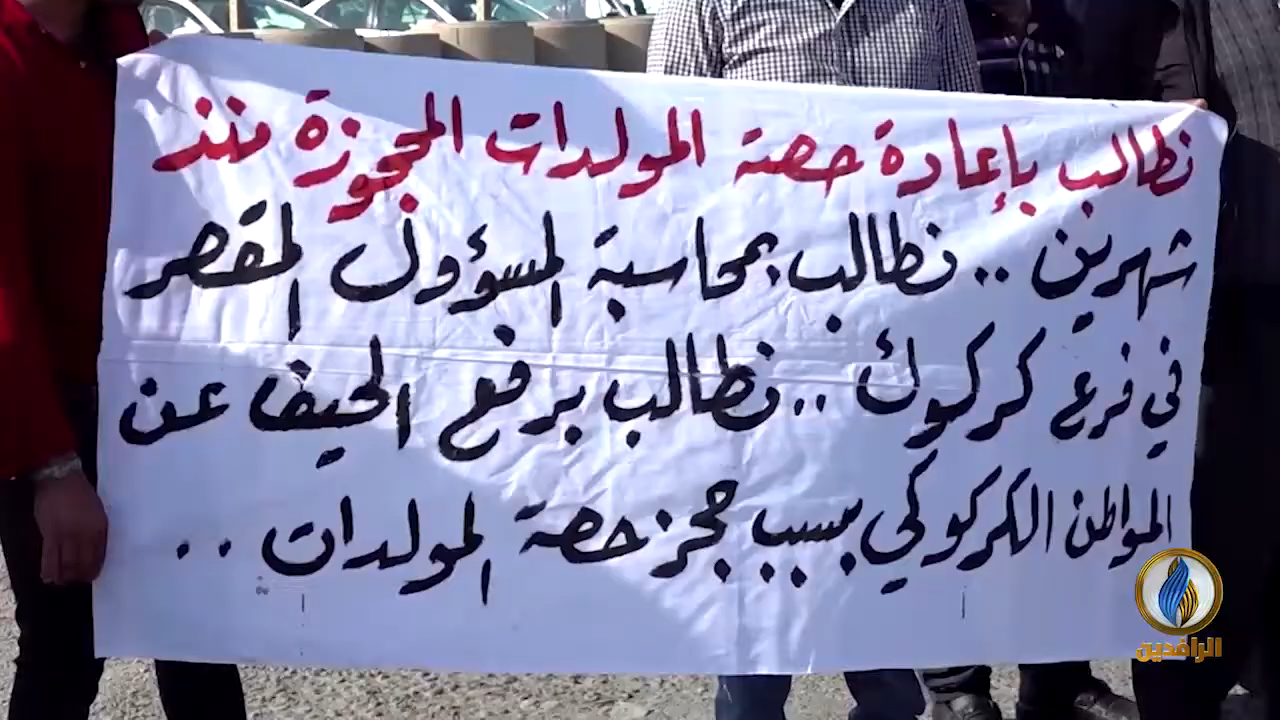 نطالب بإعادة حصة المولدات المحجوزة منذ
شهرين .. نطالب بمحاسبة المسؤول المقصر
في فرع كركوك .. نطالب برفع الحيف عن
المواطن الكركوكي بسبب حجز حصة المولدات ..
الرافدين